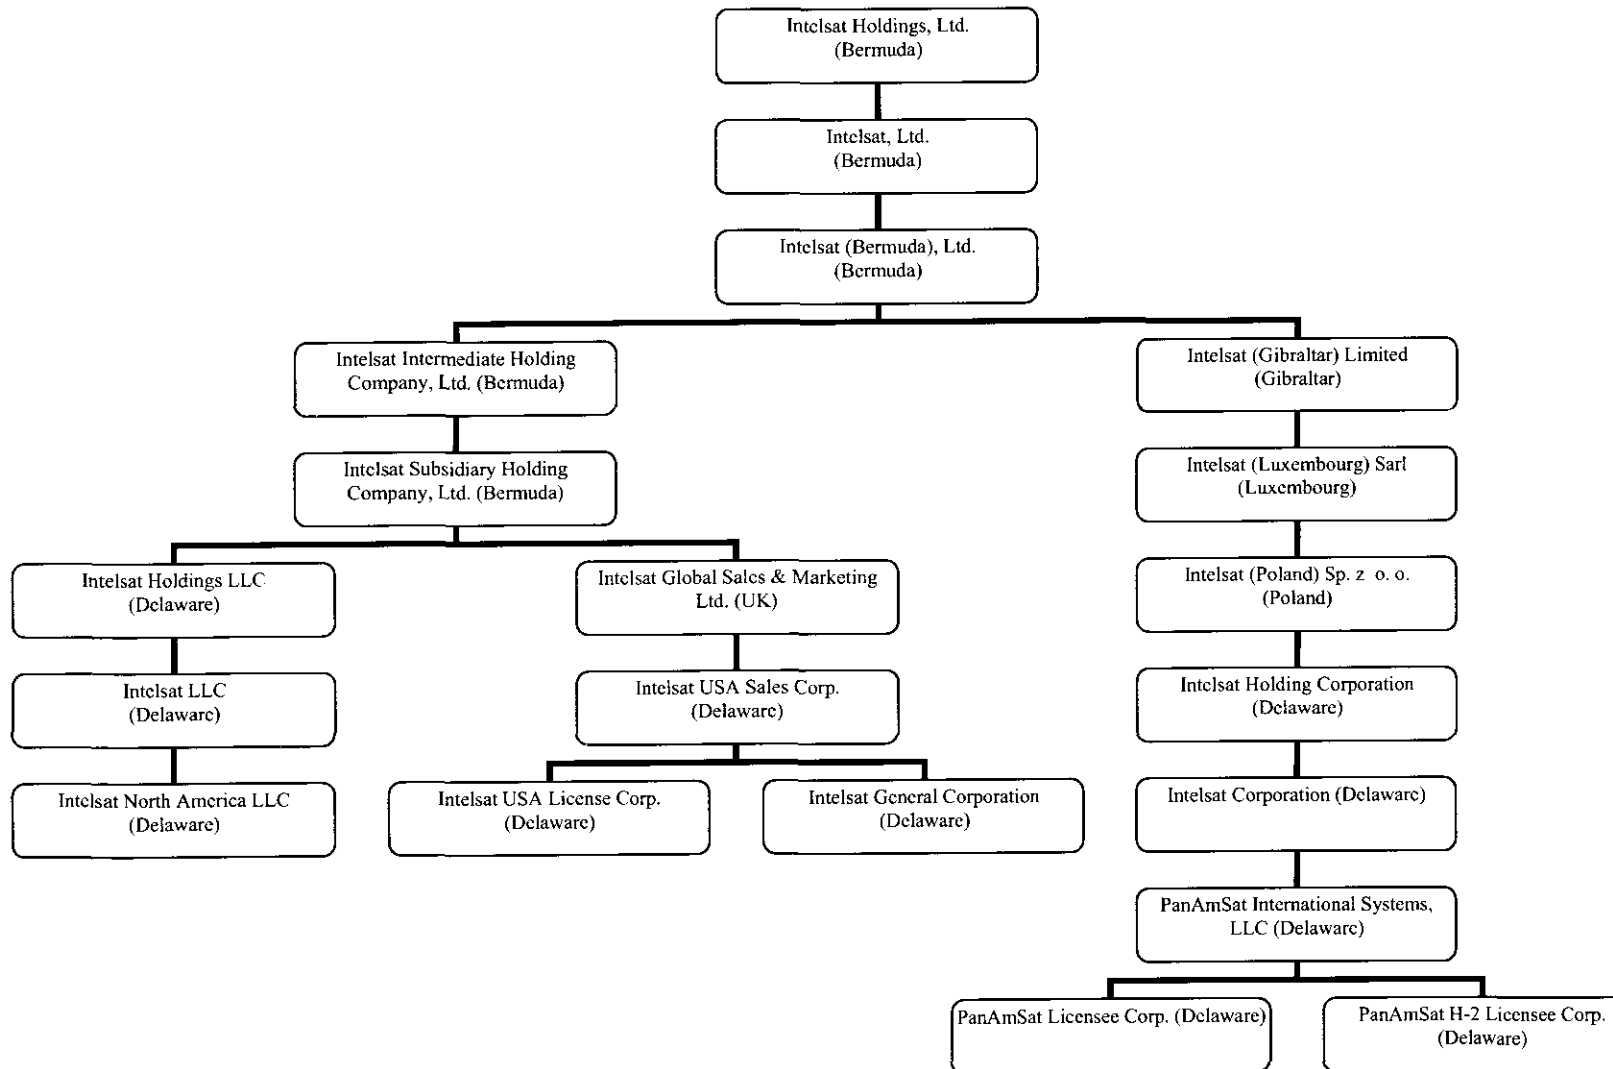 Intelsat Holdings, Ltd.
(Bermuda)
Intelsat, Ltd.
(Bermuda)
Intelsat (Bermuda), Ltd.
(Bermuda)
Intelsat Intermediate Holding
Company, Ltd. (Bermuda)
Intelsat (Gibraltar) Limited
(Gibraltar)
Intelsat Subsidiary Holding
Company, Ltd. (Bermuda)
Intelsat (Luxembourg) Sarl
(Luxembourg)
Intelsat Holdings LLC
(Delaware)
Intelsat Global Sales & Marketing
Ltd. (UK)
Intelsat (Poland) Sp. z o. o.
(Poland)
Intelsat LLC
(Delaware)
Intelsat USA Sales Corp.
(Delaware)
Intelsat Holding Corporation
(Delaware)
Intelsat North America LLC
(Delaware)
Intelsat USA License Corp.
(Delaware)
Intelsat General Corporation
(Delaware)
Intelsat Corporation (Delaware)
PanAmSat International Systems,
LLC (Delaware)
PanAmSat Licensee Corp. (Delaware)
PanAmSat H-2 Licensee Corp.
(Delaware)